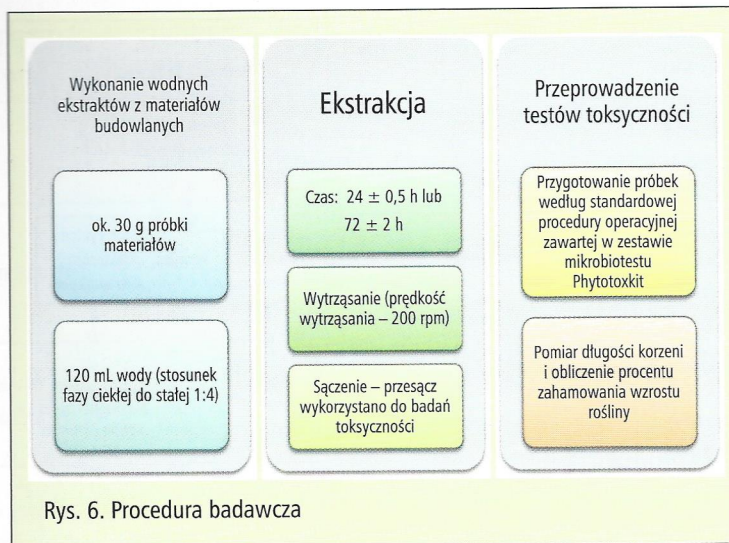 Wykonanie wodnych
ekstraktów z materiałów
budowlanych
ok. 30 g próbki
materiałów
120 mL wody (stosunek
fazy ciekłej do stałej 1:4)
Ekstrakcja
Czas: 24 ± 0,5 h lub
72 ± 2 h
Wytrząsanie (prędkość
wytrząsania – 200 rpm)
Sączenie – przesącz
wykorzystano do badań
toksyczności
Przeprowadzenie
testów toksyczności
Przygotowanie próbek
według standardowej
procedury operacyjnej
zawartej w zestawie
mikrobiotestu
Phytotoxkit
Pomiar długości korzeni
i obliczenie procentu
zahamowania wzrostu
rośliny
Rys. 6. Procedura badawcza